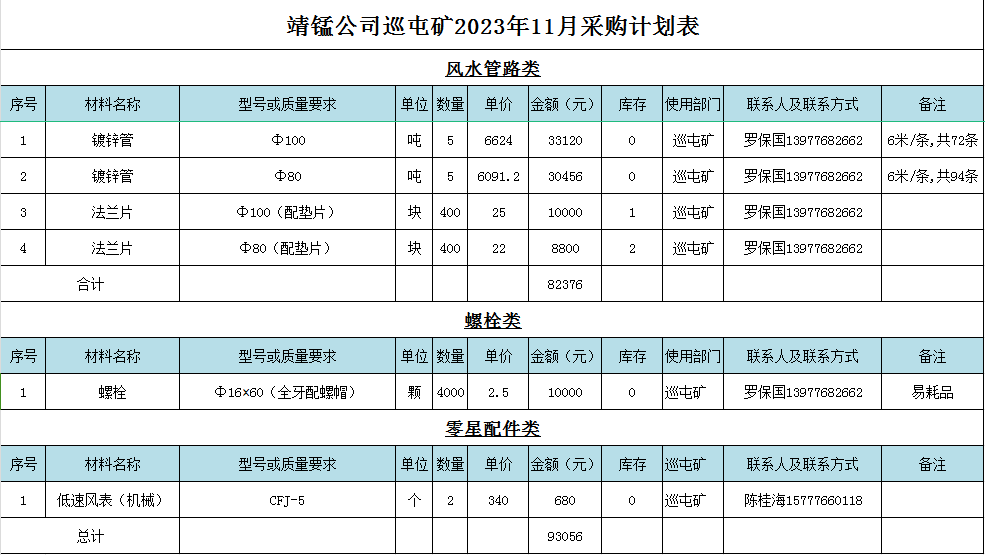 靖锰公司巡屯矿2023年11月采购计划表
风水管路类
序号 材料名称 型号或质量要求 单位 数量 单价 金额（元） 库存 使用部门 联系人及联系方式 备注
1 镀锌管 Φ100 吨 5 6624 33120 0 巡屯矿 罗保国13977682662 6米/条,共72条
2 镀锌管 Φ80 吨 5 6091.2 30456 0 巡屯矿 罗保国13977682662 6米/条,共94条
3 法兰片 Φ100（配垫片） 块 400 25 10000 1 巡屯矿 罗保国13977682662
4 法兰片 Φ80（配垫片） 块 400 22 8800 2 巡屯矿 罗保国13977682662
合计 82376
螺栓类
序号 材料名称 型号或质量要求 单位 数量 单价 金额（元） 库存 使用部门 联系人及联系方式 备注
1 螺栓 Φ16×60（全牙配螺帽） 颗 4000 2.5 10000 0 巡屯矿 罗保国13977682662 易耗品
零星配件类
序号 材料名称 型号或质量要求 单位 数量 单价 金额（元） 库存 巡屯矿 联系人及联系方式 备注
1 低速风表（机械） CFJ-5 个 2 340 680 0 巡屯矿 陈桂海15777660118
总计 93056